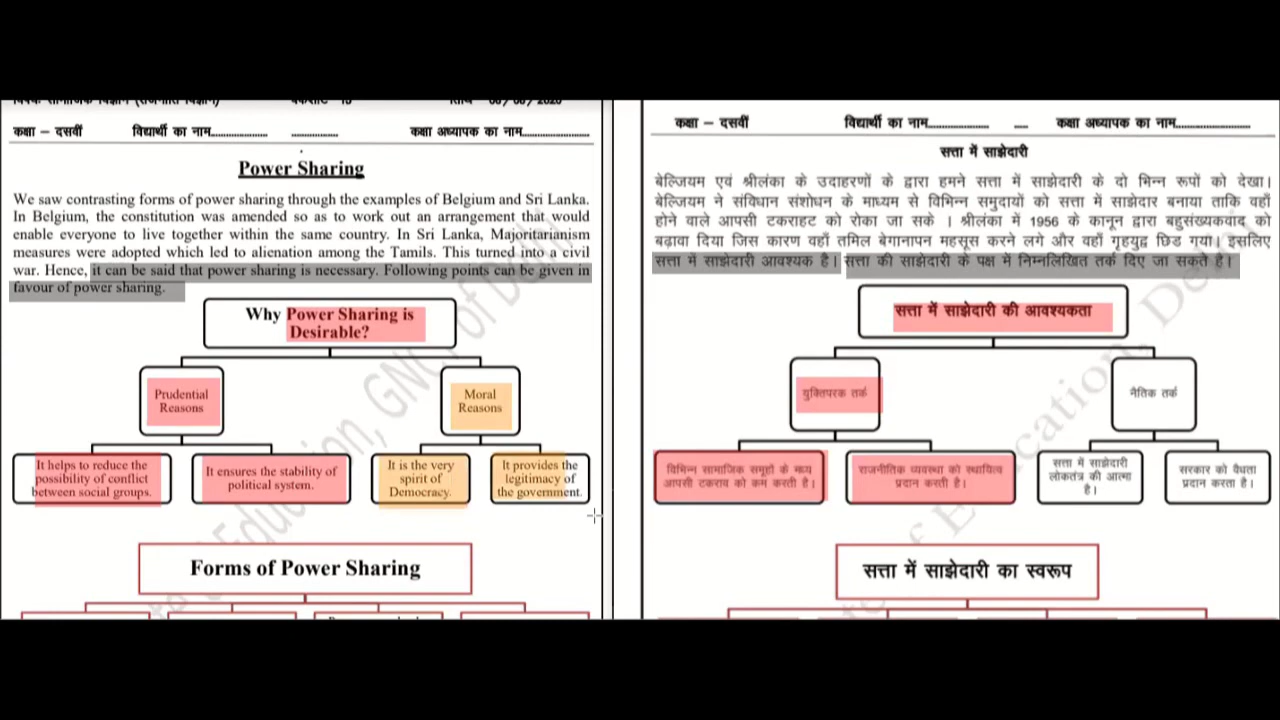 कक्षा – दसवीं विद्यार्थी का नाम................... ................ कक्षा अध्यापक का नाम......................
Power Sharing
We saw contrasting forms of power sharing through the examples of Belgium and Sri Lanka.
In Belgium, the constitution was amended so as to work out an arrangement that would
enable everyone to live together within the same country. In Sri Lanka, Majoritarianism
measures were adopted which led to alienation among the Tamils. This turned into a civil
war. Hence, it can be said that power sharing is necessary. Following points can be given in
favour of power sharing.
Why Power Sharing is
Desirable?
Prudential
Reasons
Moral
Reasons
It helps to reduce the
possibility of conflict
between social groups.
It ensures the stability of
political system.
It is the very
spirit of
Democracy.
It provides the
legitimacy of
the government.
Forms of Power Sharing
कक्षा – दसवीं विद्यार्थी का नाम.................... ..... कक्षा अध्यापक का नाम.........................
सत्ता में साझेदारी
बेल्जियम एवं श्रीलंका के उदाहरणों के द्वारा हमने सत्ता में साझेदारी के दो भिन्न रूपों को देखा।
बेल्जियम ने संविधान संशोधन के माध्यम से विभिन्न समुदायों को सत्ता में साझेदार बनाया ताकि वहाँ
होने वाले आपसी टकराहट को रोका जा सके । श्रीलंका में 1956 के कानून द्वारा बहुसंख्यकवाद को
बढ़ावा दिया जिस कारण वहाँ तमिल बेगानापन महसूस करने लगे और वहाँ गृहयुद्व छिड गया। इसलिए
सत्ता में साझेदारी आवश्यक है। सत्ता की साझेदारी के पक्ष में निम्नलिखित तर्क दिए जा सकते है।
सत्ता में साझेदारी की आवश्यकता
युक्तिपरक तर्क
नैतिक तर्क
विभिन्न सामाजिक समूहों के मध्य
आपसी टकराव को कम करती है।
राजनीतिक व्यवस्था को स्थायित्व
प्रदान करती है।
सत्ता में साझेदारी
लोकतंत्र की आत्मा
है।
सरकार को वैधता
प्रदान करता है।
सत्ता में साझेदारी का स्वरूप